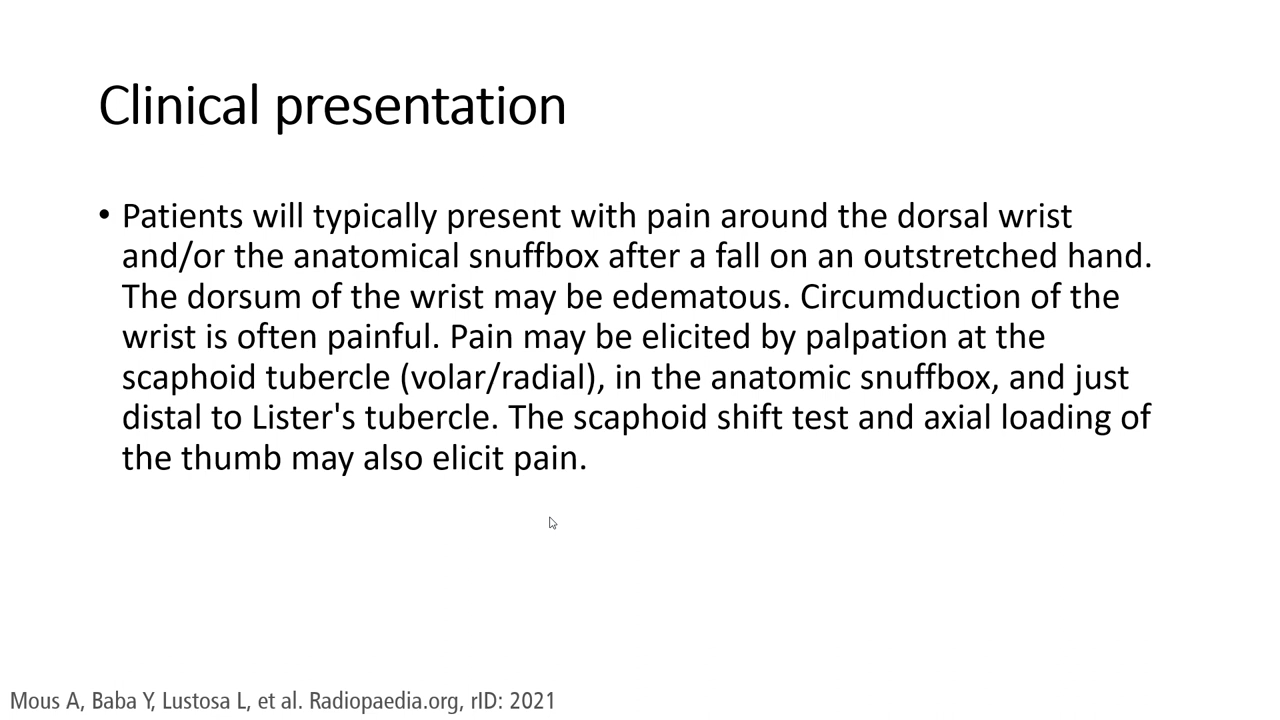 Clinical presentation
• Patients will typically present with pain around the dorsal wrist
and/or the anatomical snuffbox after a fall on an outstretched hand.
The dorsum of the wrist may be edematous. Circumduction of the
wrist is often painful. Pain may be elicited by palpation at the
scaphoid tubercle (volar/radial), in the anatomic snuffbox, and just
distal to Lister's tubercle. The scaphoid shift test and axial loading of
the thumb may also elicit pain.
Mous A, Baba Y, Lustosa L, et al. Radiopaedia.org, rID: 2021